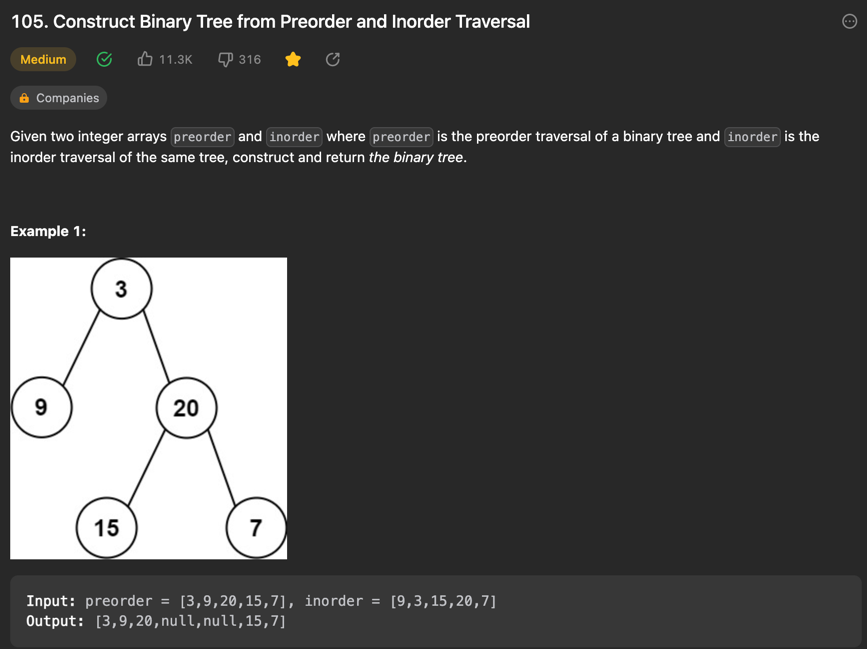 105. Construct Binary Tree from Preorder and Inorder Traversal
Medium 11.3K 316
Companies
Given two integer arrays preorder and inorder where preorder is the preorder traversal of a binary tree and inorder is the
inorder traversal of the same tree, construct and return the binary tree.
Example 1:
3
9 20
15 7
Input: preorder = [3,9,20,15,7], inorder = [9,3,15,20,7]
Output: [3,9,20,null,null,15,7]